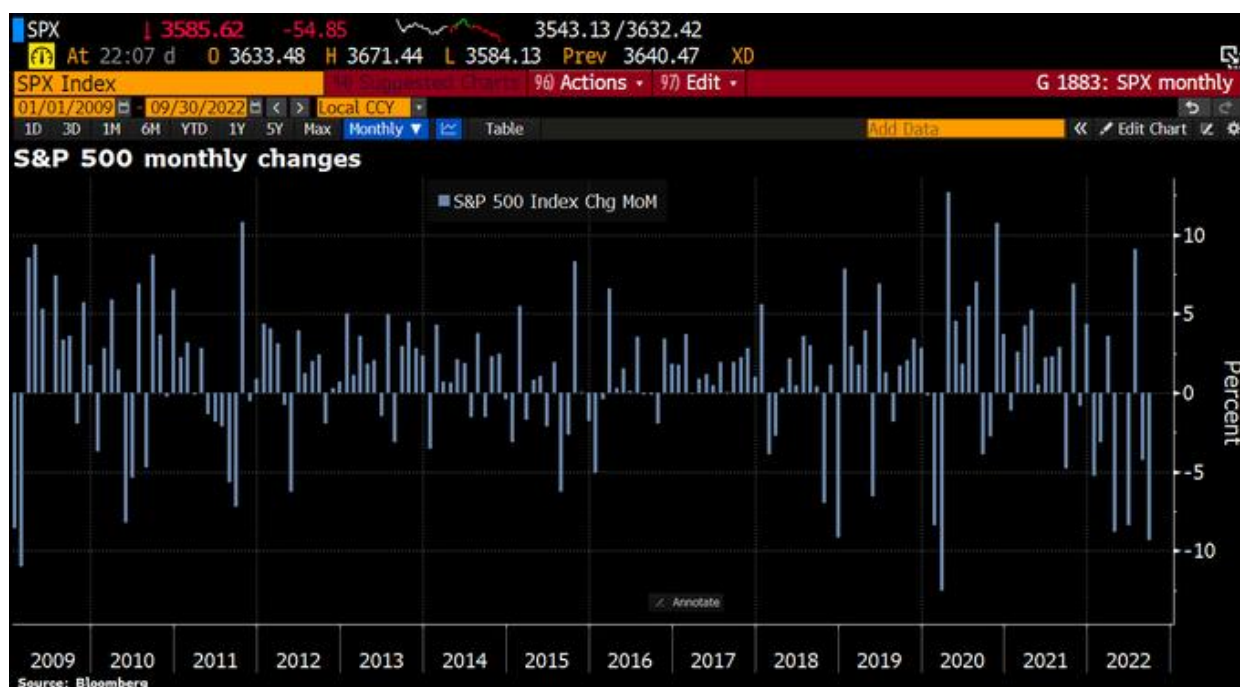 SPX ↓ 3585.62 -54.85 3543.13/3632.42
At 22:07 d O 3633.48 H 3671.44 L 3584.13 Prev 3640.47 XD
SPX Index 94) Suggested Charts 96) Actions 97) Edit G 1883: SPX monthly
01/01/2009 - 09/30/2022 < > Local CCY
1D 3D 1M 6M YTD 1Y 5Y Max Monthly ▼ Table Add Data « Edit Chart
S&P 500 monthly changes
S&P 500 Index Chg MoM
10
5
0
-5
-10
Percent
Annotate
2009 2010 2011 2012 2013 2014 2015 2016 2017 2018 2019 2020 2021 2022
Source: Bloomberg